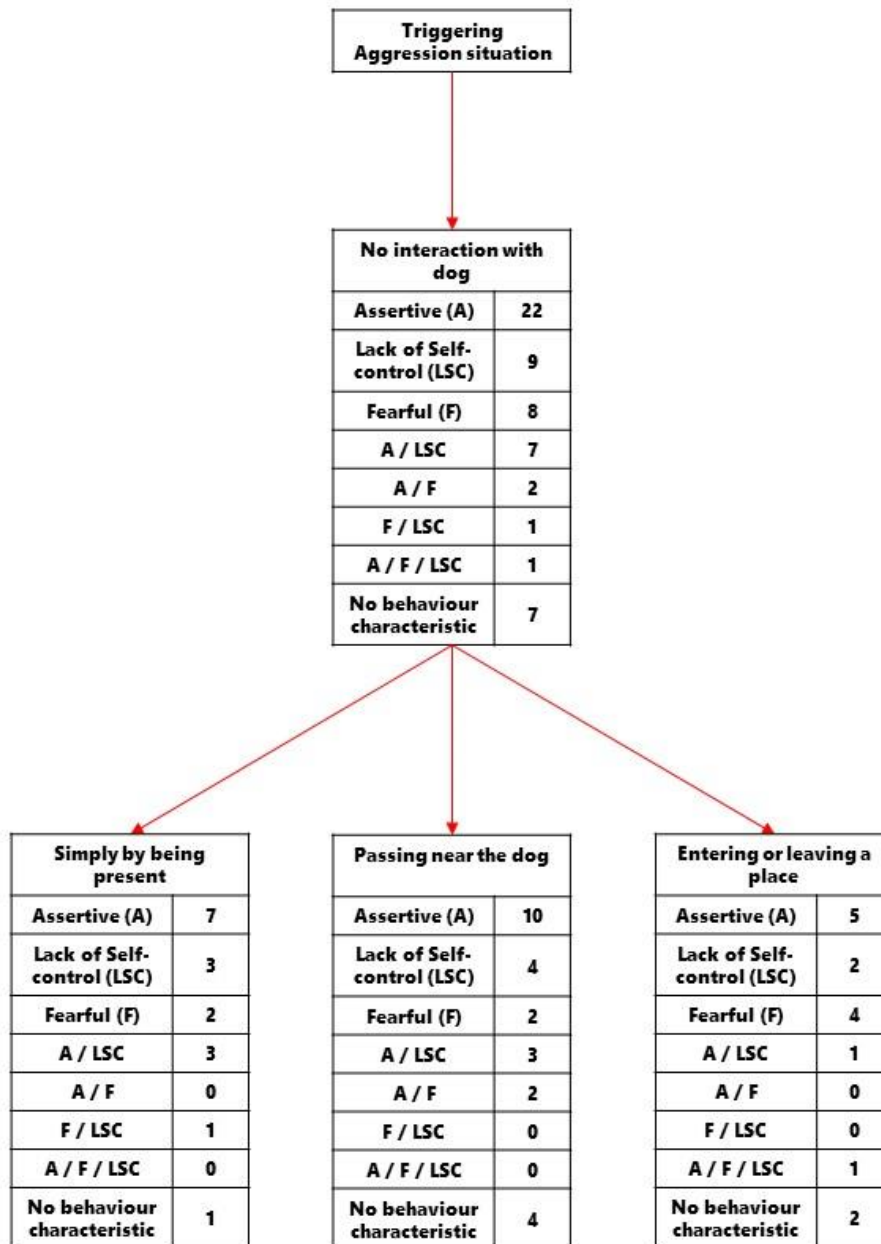 Triggering
Aggression situation
No interaction with
dog
Assertive (A) 22
Lack of Self-
control (LSC) 9
Fearful (F) 8
A / LSC 7
A / F 2
F / LSC 1
A / F / LSC 1
No behaviour
characteristic 7
Simply by being
present
Assertive (A) 7
Lack of Self-
control (LSC) 3
Fearful (F) 2
A / LSC 3
A / F 0
F / LSC 1
A / F / LSC 0
No behaviour
characteristic 1
Passing near the dog
Assertive (A) 10
Lack of Self-
control (LSC) 4
Fearful (F) 2
A / LSC 3
A / F 2
F / LSC 0
A / F / LSC 0
No behaviour
characteristic 4
Entering or leaving a
place
Assertive (A) 5
Lack of Self-
control (LSC) 2
Fearful (F) 4
A / LSC 1
A / F 0
F / LSC 0
A / F / LSC 1
No behaviour
characteristic 2